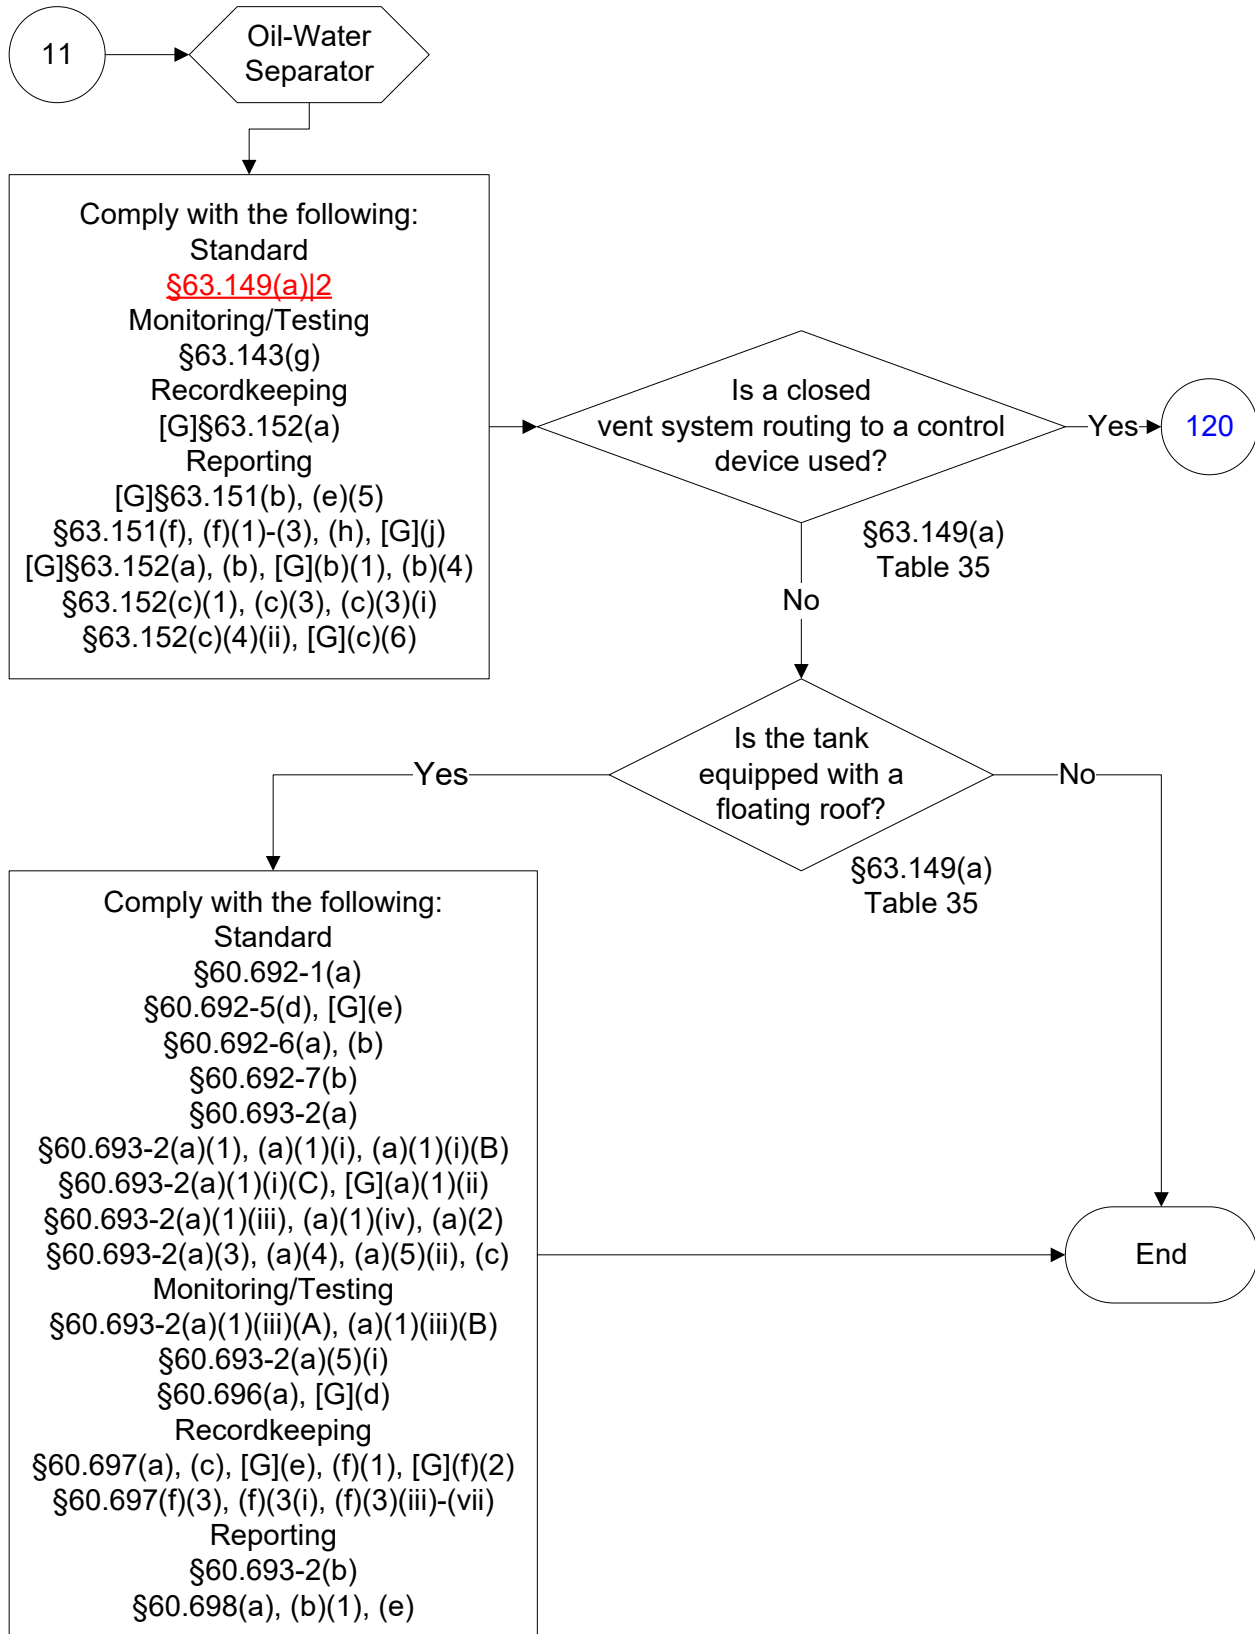 11
Oil-Water
Separator
Comply with the following:
Standard
§63.149(a)|2
Monitoring/Testing
§63.143(g)
Recordkeeping
[G]§63.152(a)
Reporting
[G]§63.151(b), (e)(5)
§63.151(f), (f)(1)-(3), (h), [G](j)
[G]§63.152(a), (b), [G](b)(1), (b)(4)
§63.152(c)(1), (c)(3), (c)(3)(i)
§63.152(c)(4)(ii), [G](c)(6)
Is a closed
vent system routing to a control
device used?
Yes
120
§63.149(a)
Table 35
No
Is the tank
equipped with a
floating roof?
Yes
No
§63.149(a)
Table 35
Comply with the following:
Standard
§60.692-1(a)
§60.692-5(d), [G](e)
§60.692-6(a), (b)
§60.692-7(b)
§60.693-2(a)
§60.693-2(a)(1), (a)(1)(i), (a)(1)(i)(B)
§60.693-2(a)(1)(i)(C), [G](a)(1)(ii)
§60.693-2(a)(1)(iii), (a)(1)(iv), (a)(2)
§60.693-2(a)(3), (a)(4), (a)(5)(ii), (c)
Monitoring/Testing
§60.693-2(a)(1)(iii)(A), (a)(1)(iii)(B)
§60.693-2(a)(5)(i)
§60.696(a), [G](d)
Recordkeeping
§60.697(a), (c), [G](e), (f)(1), [G](f)(2)
§60.697(f)(3), (f)(3(i), (f)(3)(iii)-(vii)
Reporting
§60.693-2(b)
§60.698(a), (b)(1), (e)
End